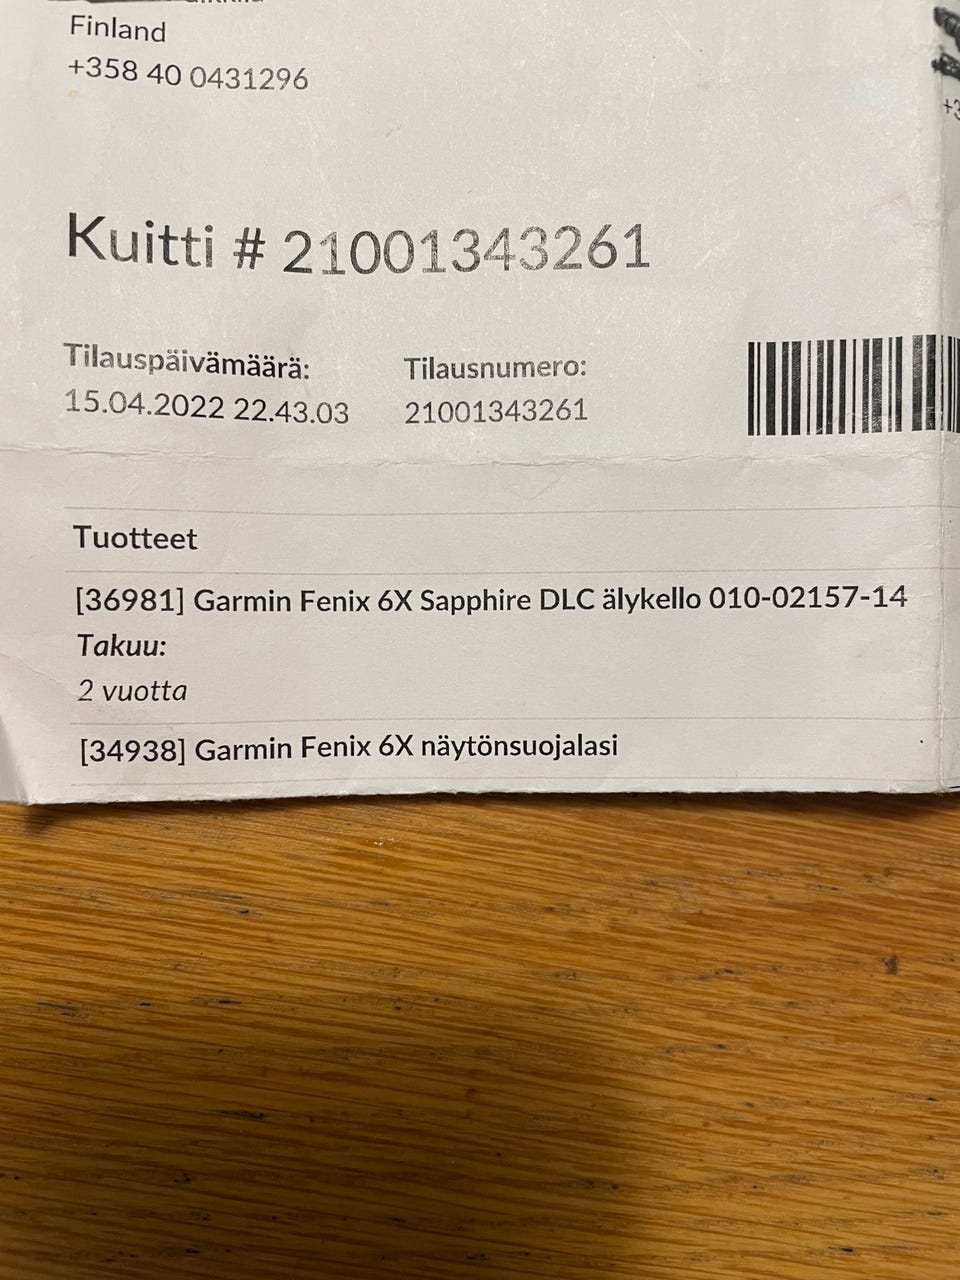 Finland
+358 40 0431296
Kuitti # 21001343261
Tilauspäivämäärä:
15.04.2022 22.43.03
Tilausnumero:
21001343261
Tuotteet
[36981] Garmin Fenix 6X Sapphire DLC älykello 010-02157-14
Takuu:
2 vuotta
[34938] Garmin Fenix 6X näytönsuojalasi